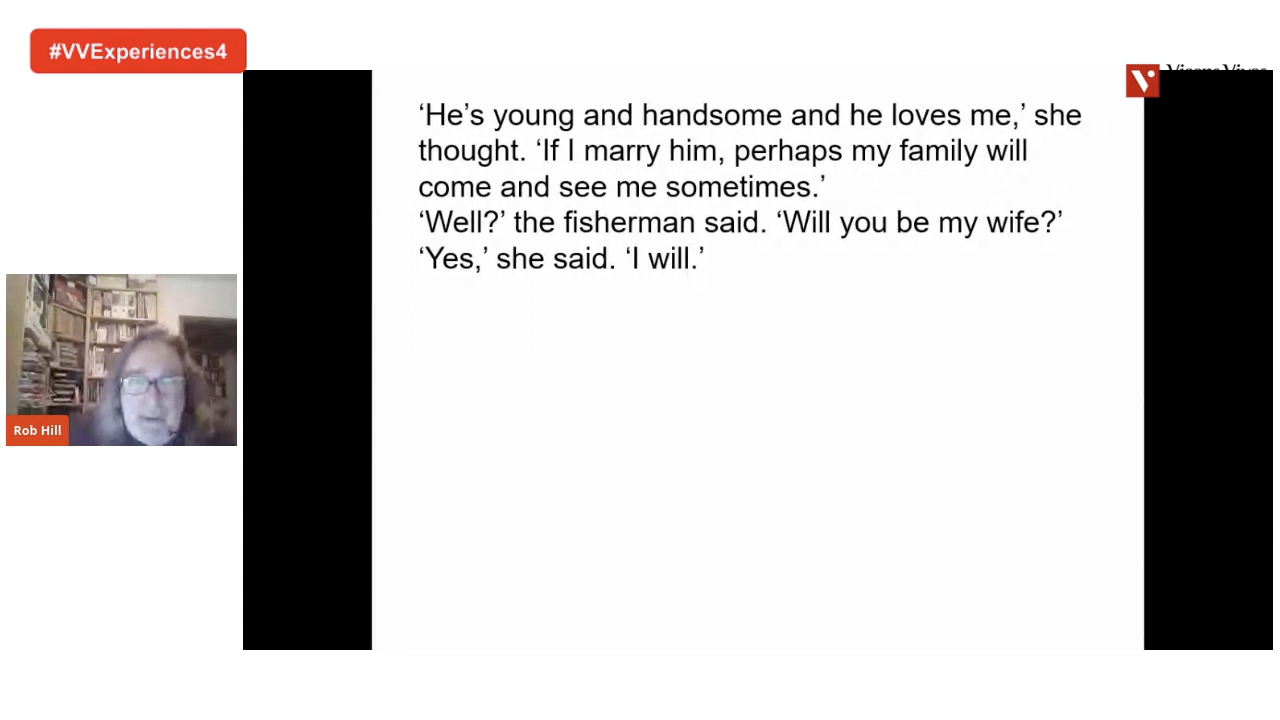 #VVExperiences4
‘He’s young and handsome and he loves me,’ she
thought. ‘If I marry him, perhaps my family will
come and see me sometimes.’
‘Well?’ the fisherman said. ‘Will you be my wife?’
‘Yes,’ she said. ‘I will.’
Rob Hill